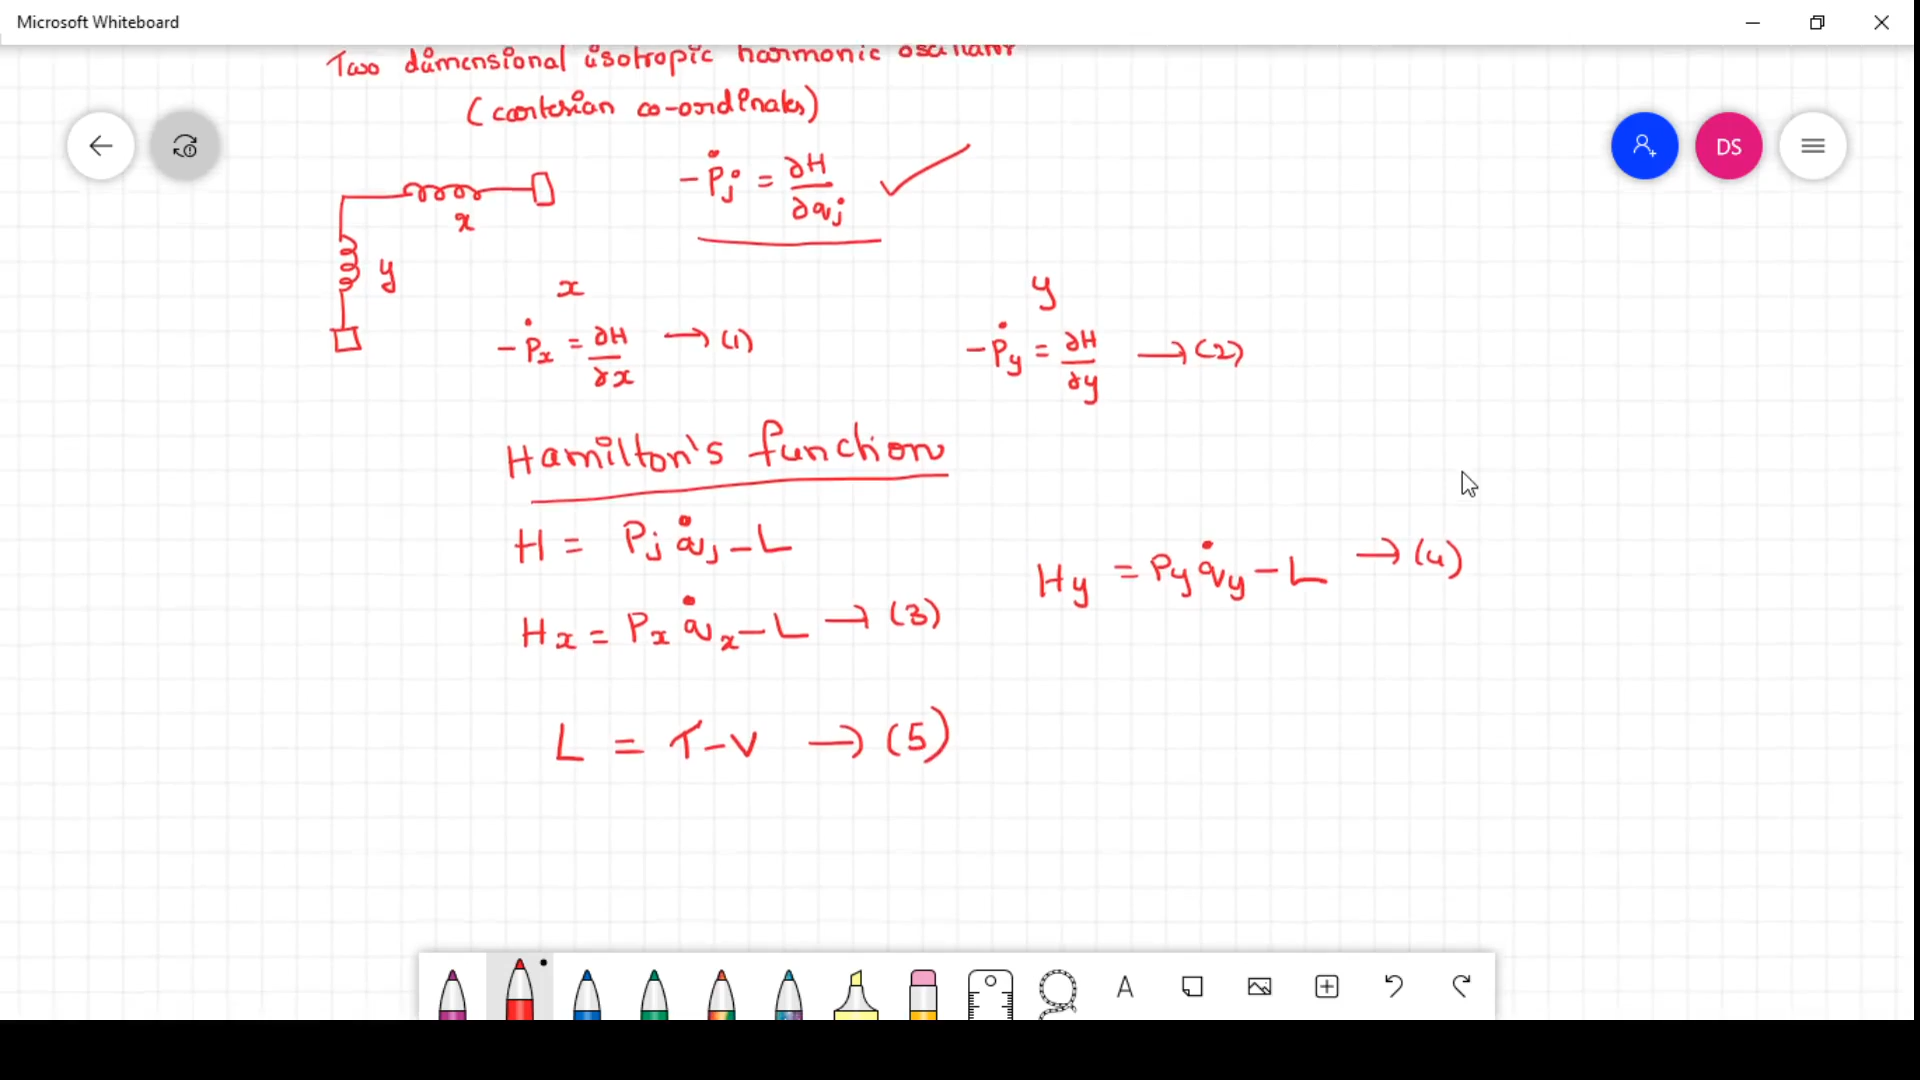 Microsoft Whiteboard
Two dimensional isotropic harmonic oscillator
(cartesian co-ordinates)
DS
x
y
-Ṗj = ∂H/∂qj ✓
x
y
-Ṗx = ∂H/∂x → (1)
-Ṗy = ∂H/∂y → (2)
Hamilton's function
H = Pj q̇j - L
Hy = Py q̇y - L → (4)
Hx = Px q̇x - L → (3)
L = T-V → (5)
A